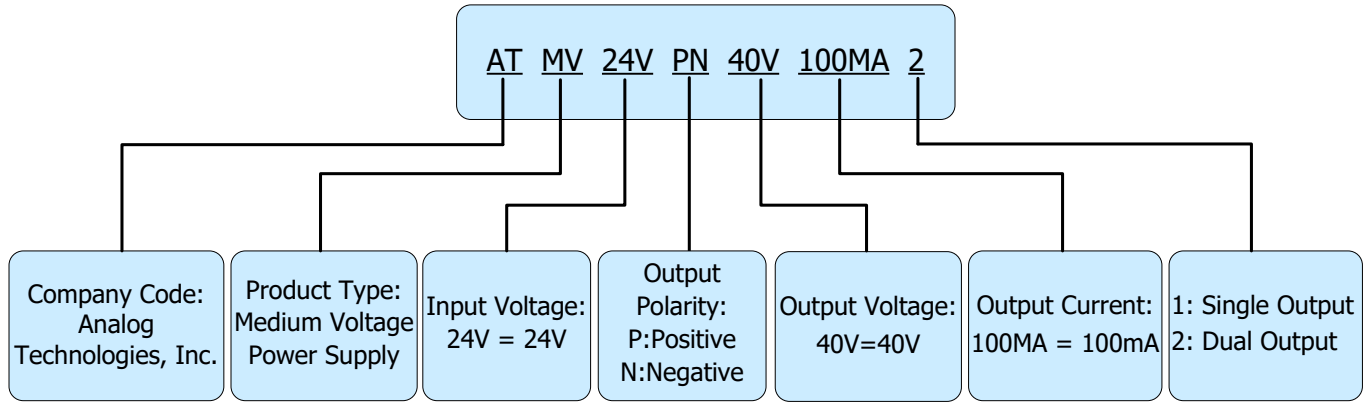 AT MV 24V PN 40V 100MA 2
Company Code:
Analog
Technologies, Inc.
Product Type:
Medium Voltage
Power Supply
Input Voltage:
24V = 24V
Output
Polarity:
P:Positive
N:Negative
Output Voltage:
40V=40V
Output Current:
100MA = 100mA
1: Single Output
2: Dual Output